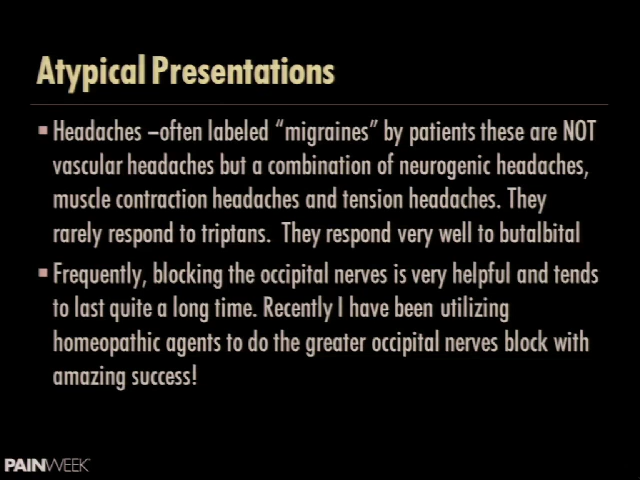 Atypical Presentations
▪ Headaches –often labeled “migraines” by patients these are NOT
vascular headaches but a combination of neurogenic headaches,
muscle contraction headaches and tension headaches. They
rarely respond to triptans. They respond very well to butalbital
▪ Frequently, blocking the occipital nerves is very helpful and tends
to last quite a long time. Recently I have been utilizing
homeopathic agents to do the greater occipital nerves block with
amazing success!
PAINWEEK